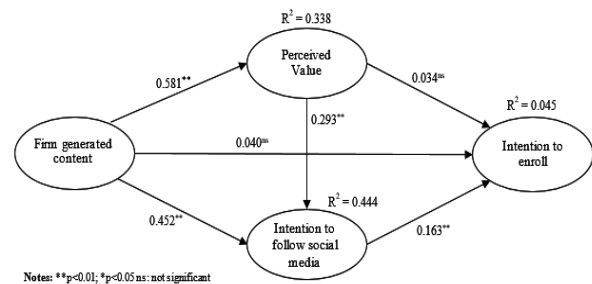 R² = 0.338
Perceived
Value
0.581**
0.034ns
R² = 0.045
0.293**
Firm generated
content
0.040ns
Intention to
enroll
R² = 0.444
0.452**
Intention to
follow social
media
0.163**
Notes: **p<0.01; *p<0.05 ns: not significant